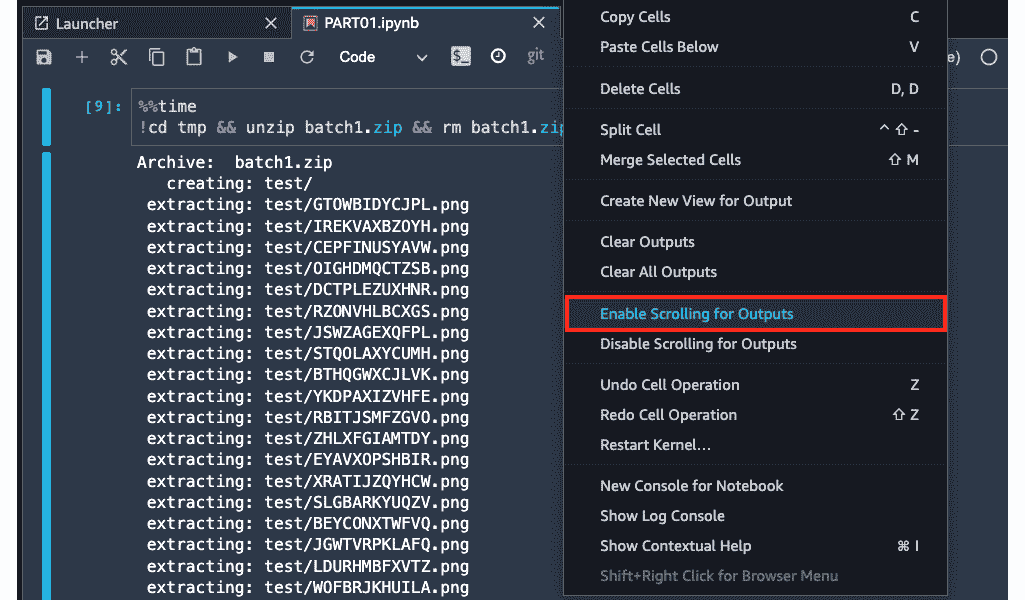 Launcher
PART01.ipynb
Code
$_
git
e)
[9]:
%%time
!cd tmp && unzip batch1.zip && rm batch1.zip
Archive:  batch1.zip
creating: test/
extracting: test/GTOWBIDYCJPL.png
extracting: test/IREKVAXBZOYH.png
extracting: test/CEPFINUSYAVW.png
extracting: test/OIGHDMQCTZSB.png
extracting: test/DCTPLEZUXHNR.png
extracting: test/RZONVHLBCXGS.png
extracting: test/JSWZAGEXQFPL.png
extracting: test/STQOLAXYCUMH.png
extracting: test/BTHQGWXCJLVK.png
extracting: test/YKDPAXIZVHFE.png
extracting: test/RBITJSMFZGVO.png
extracting: test/ZHLXFGIAMTDY.png
extracting: test/EYAVXOPSHBIR.png
extracting: test/XRATIJZQYHCW.png
extracting: test/SLGBARKYUQZV.png
extracting: test/BEYCONXTWFVQ.png
extracting: test/JGWTVRPKLAFQ.png
extracting: test/LDURHMBFXVTZ.png
extracting: test/WOFBRJKHUILA.png
Copy Cells C
Paste Cells Below V
Delete Cells D, D
Split Cell ^ ⇧ -
Merge Selected Cells ⇧ M
Create New View for Output
Clear Outputs
Clear All Outputs
Enable Scrolling for Outputs
Disable Scrolling for Outputs
Undo Cell Operation Z
Redo Cell Operation ⇧ Z
Restart Kernel…
New Console for Notebook
Show Log Console
Show Contextual Help ⌘ I
Shift+Right Click for Browser Menu